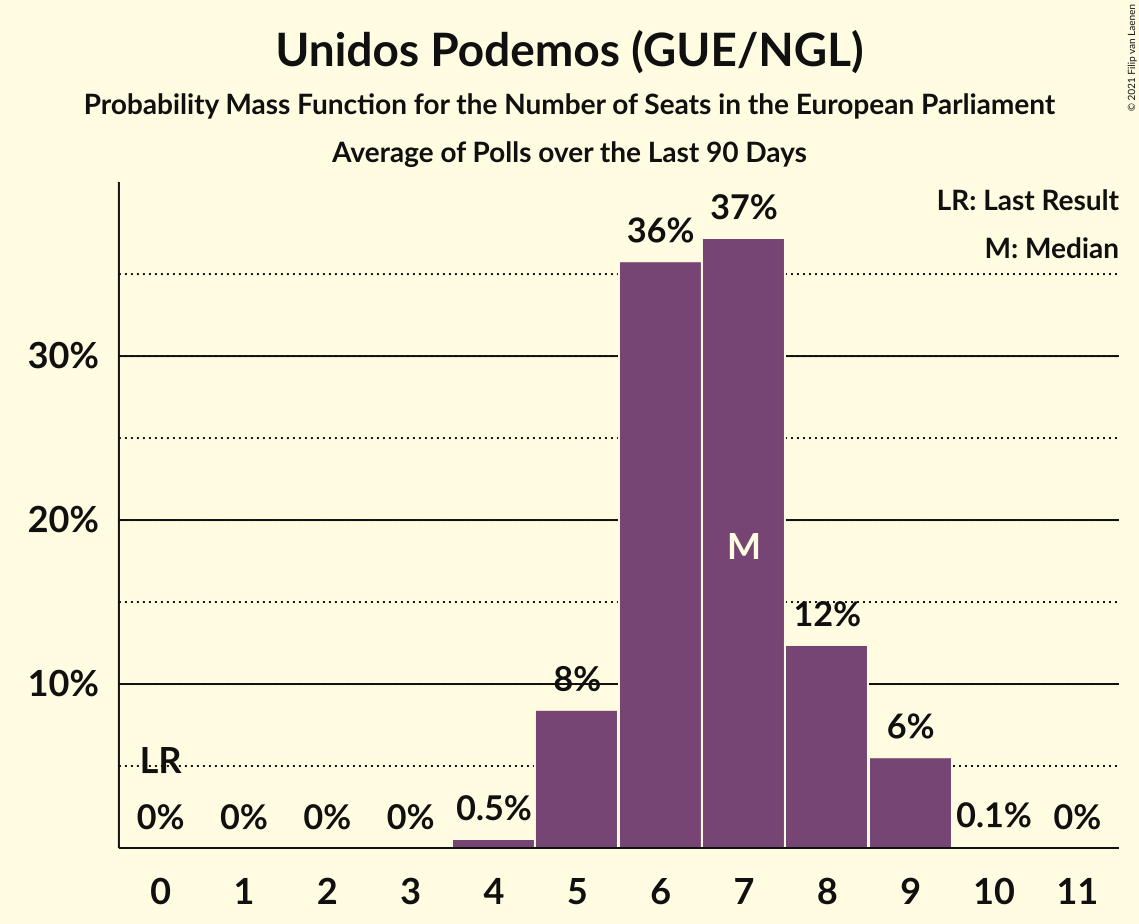 Unidos Podemos (GUE/NGL)
Probability Mass Function for the Number of Seats in the European Parliament
Average of Polls over the Last 90 Days
© 2021 Filip van Laenen
LR: Last Result
M: Median
37%
36%
30%
20%
M
12%
10%
8%
6%
LR
5%
0% 0% 0% 0% 0.5% 0.1% 0%
0 1 2 3 4 5 6 7 8 9 10 11